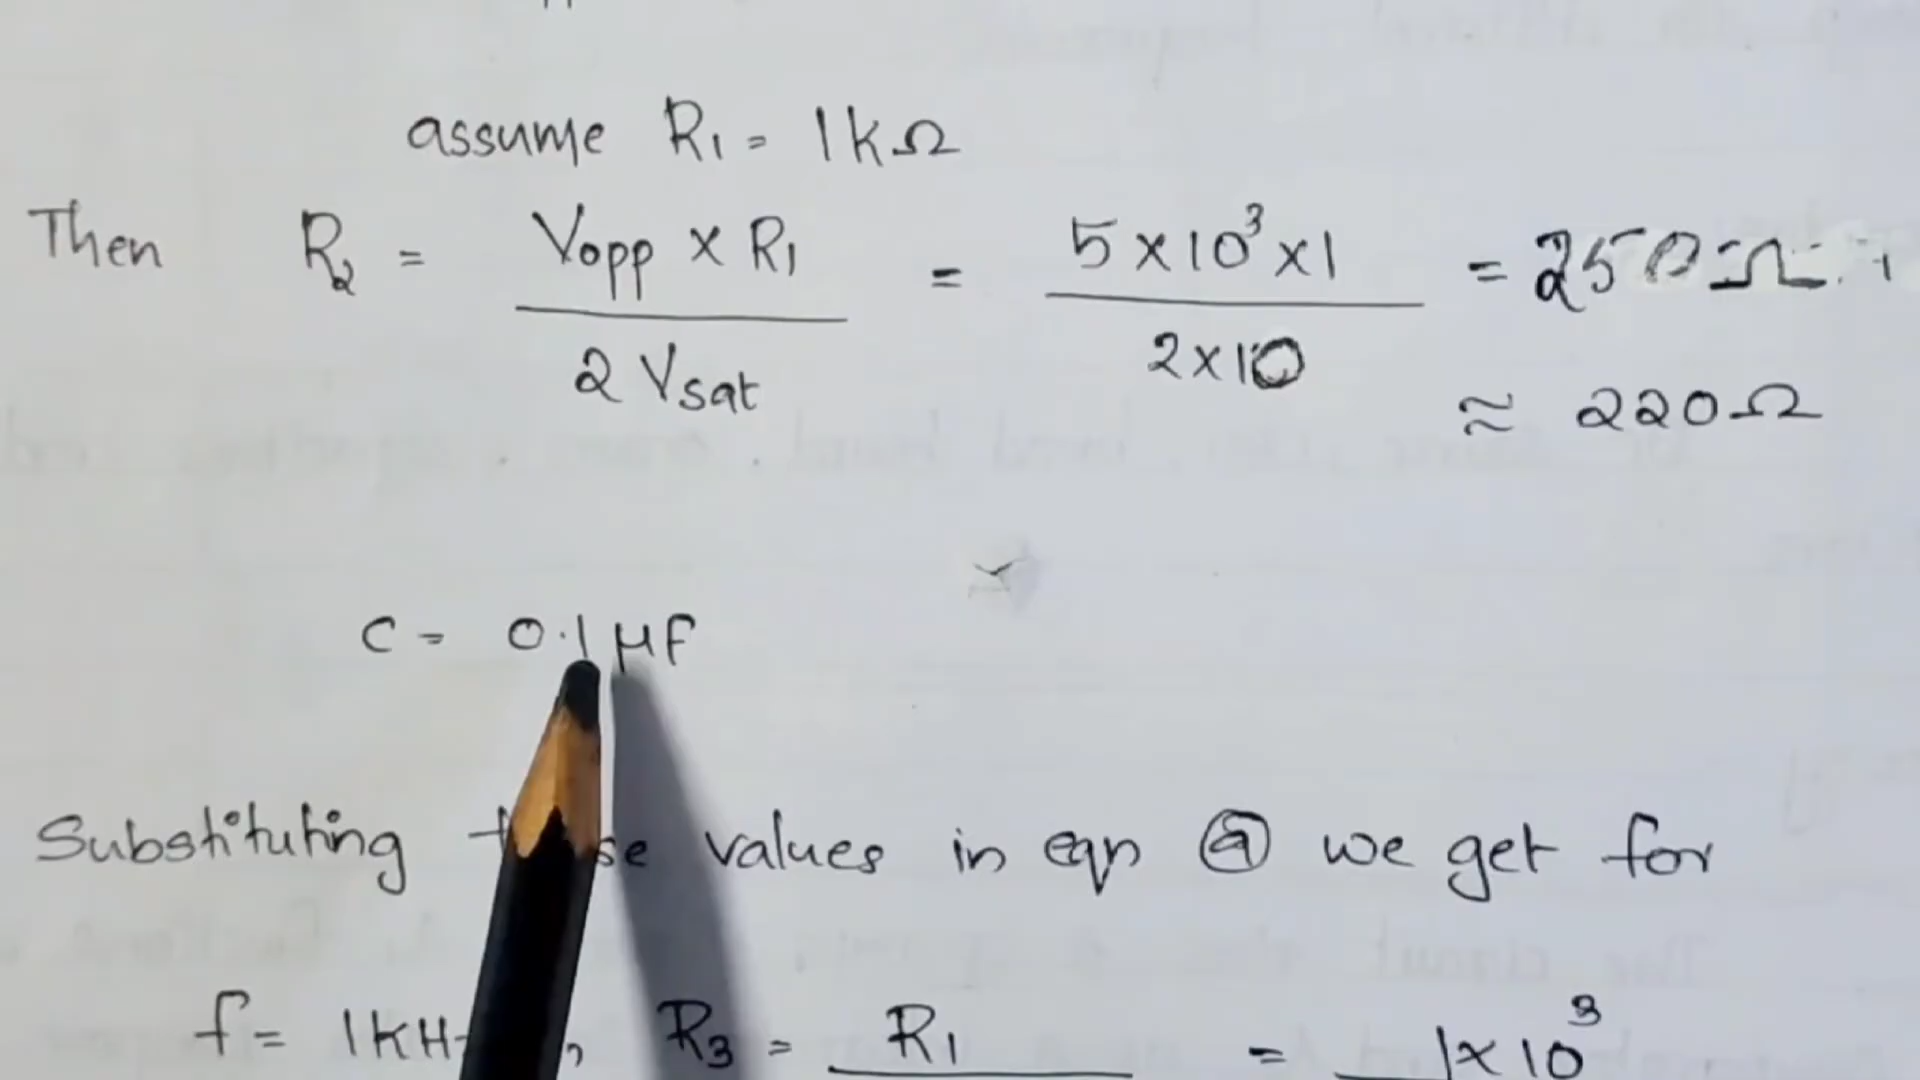 assume R₁ = 1kΩ
Then R₂ = Vopp × R₁ / 2 Vsat = 5×10³×1 / 2×10 = 250Ω
≈ 220Ω
C = 0.1 μF
Substituting values in eqn ⓐ we get for
f = 1KH , R₃ = R₁ = 1×10³